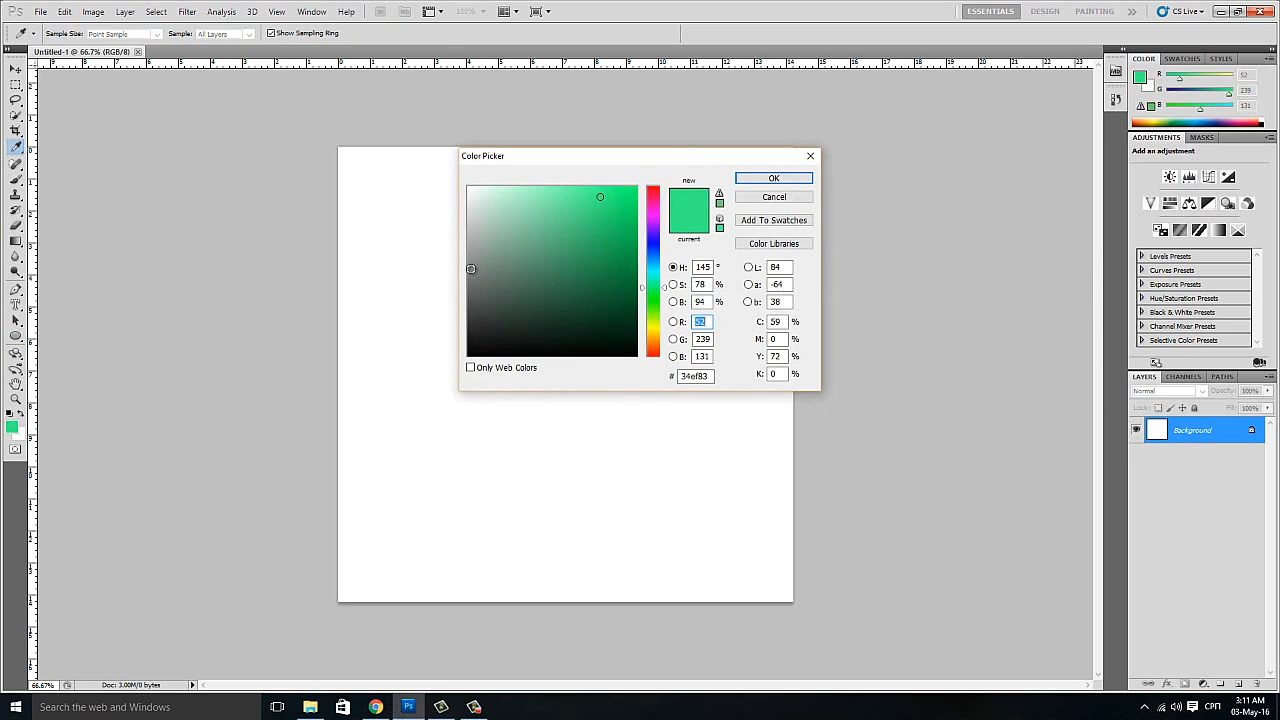 Ps File Edit Image Layer Select Filter Analysis 3D View Window Help Br Mb 100% ESSENTIALS DESIGN PAINTING CS Live
Sample Size: Point Sample Sample: All Layers Show Sampling Ring
Untitled-1 @ 66.7% (RGB/8)
COLOR SWATCHES STYLES
R 52
G 239
B 131
ADJUSTMENTS MASKS
Add an adjustment
Levels Presets
Curves Presets
Exposure Presets
Hue/Saturation Presets
Black & White Presets
Channel Mixer Presets
Selective Color Presets
LAYERS CHANNELS PATHS
Normal Opacity: 100%
Lock: Fill: 100%
Background
Color Picker
new
current
OK
Cancel
Add To Swatches
Color Libraries
H: 145 ° L: 84
S: 78 % a: -64
B: 94 % b: 38
R: 52 C: 59 %
G: 239 M: 0 %
B: 131 Y: 72 %
# 34ef83 K: 0 %
Only Web Colors
66.67% Doc: 3.00M/0 bytes
Search the web and Windows
Ps
СРП
3:11 AM
03-May-16